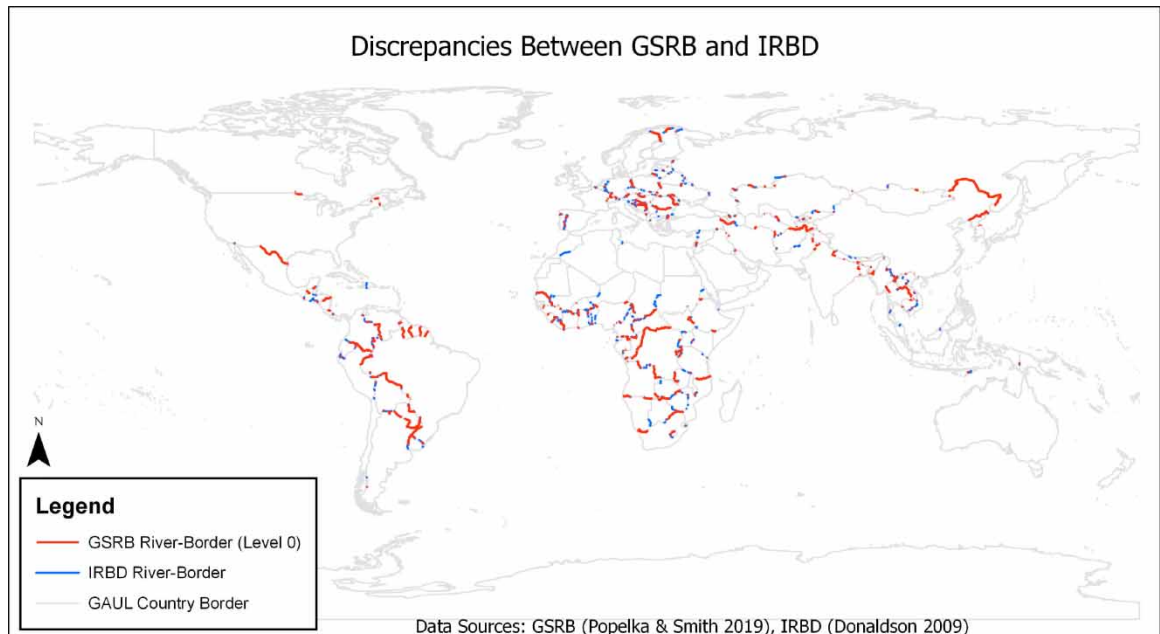 Discrepancies Between GSRB and IRBD
N
Legend
GSRB River-Border (Level 0)
IRBD River-Border
GAUL Country Border
Data Sources: GSRB (Popelka & Smith 2019), IRBD (Donaldson 2009)